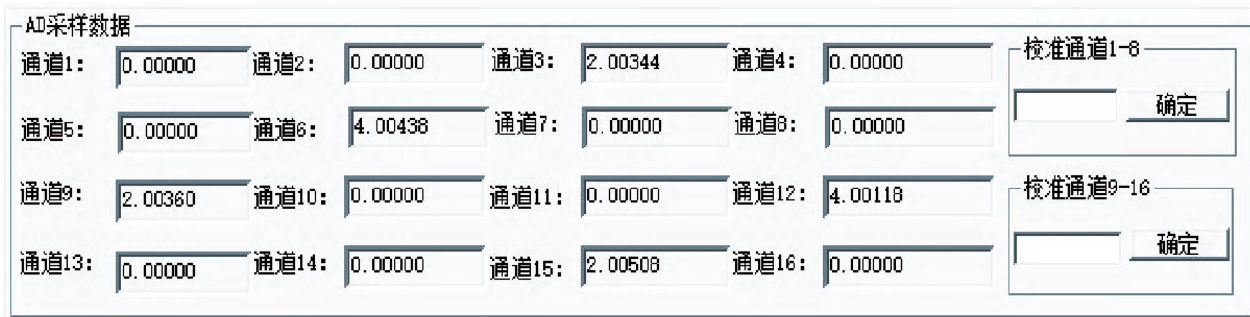 AD采样数据
通道1: 0.00000 通道2: 0.00000 通道3: 2.00344 通道4: 0.00000
校准通道1-8
确定
通道5: 0.00000 通道6: 4.00438 通道7: 0.00000 通道8: 0.00000
通道9: 2.00360 通道10: 0.00000 通道11: 0.00000 通道12: 4.00118
校准通道9-16
确定
通道13: 0.00000 通道14: 0.00000 通道15: 2.00508 通道16: 0.00000